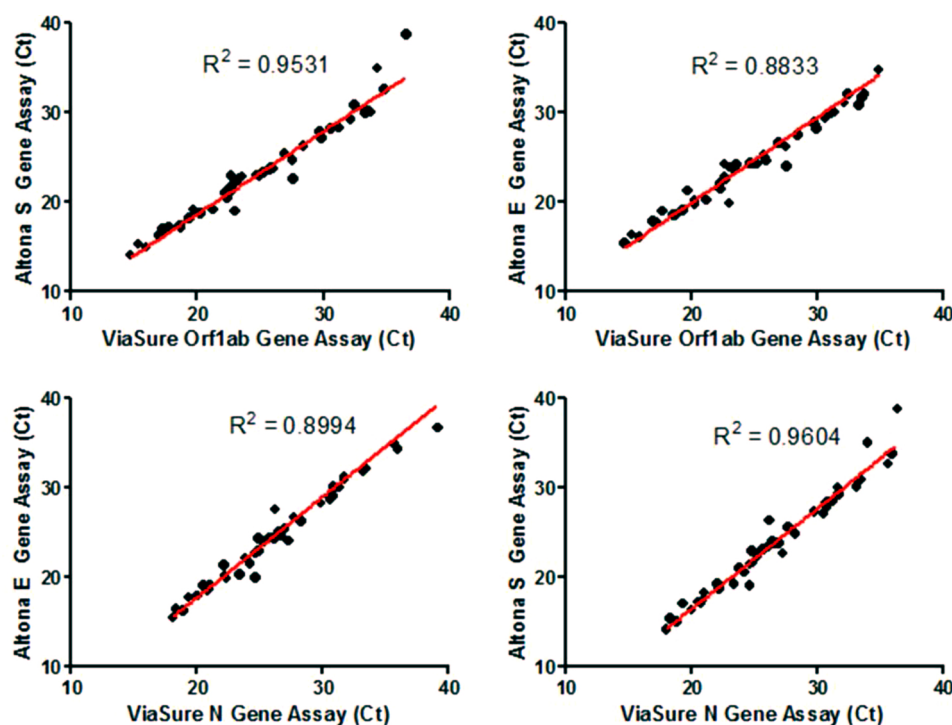 Altona S Gene Assay (Ct)
40
30
20
10
R² = 0.9531
10 20 30 40
ViaSure Orf1ab Gene Assay (Ct)
Altona E Gene Assay (Ct)
40
30
20
10
R² = 0.8833
10 20 30 40
ViaSure Orf1ab Gene Assay (Ct)
Altona E Gene Assay (Ct)
40
30
20
10
R² = 0.8994
10 20 30 40
ViaSure N Gene Assay (Ct)
Altona S Gene Assay (Ct)
40
30
20
10
R² = 0.9604
10 20 30 40
ViaSure N Gene Assay (Ct)